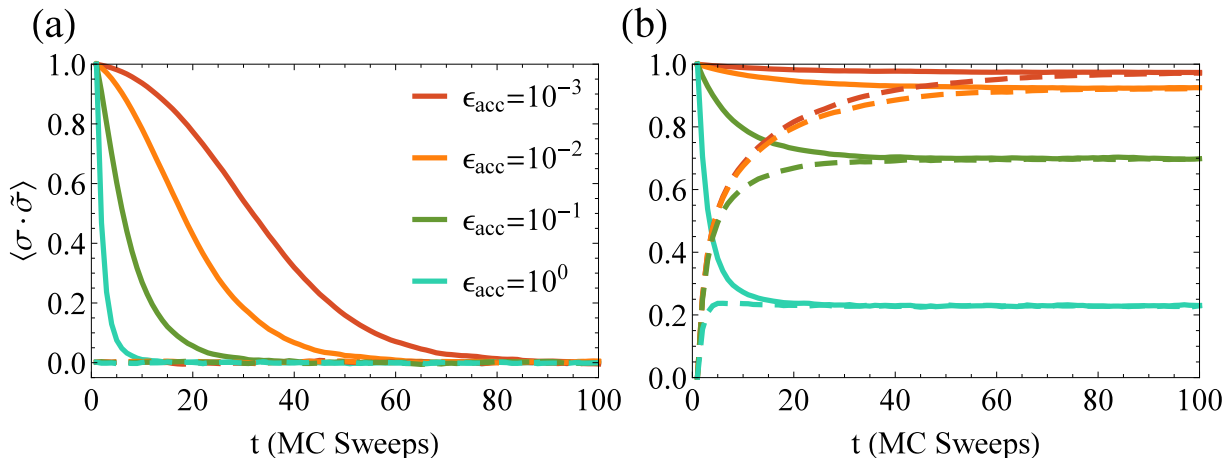 (a)
(b)
⟨σ · σ̃⟩
1.0
0.8
0.6
0.4
0.2
0.0
ϵacc=10⁻³
ϵacc=10⁻²
ϵacc=10⁻¹
ϵacc=10⁰
0 20 40 60 80 100
t (MC Sweeps)
1.0
0.8
0.6
0.4
0.2
0.0
0 20 40 60 80 100
t (MC Sweeps)